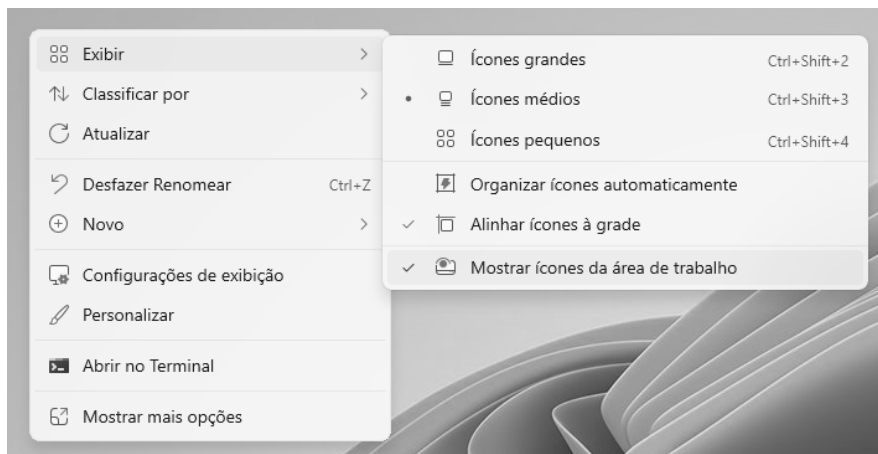 Exibir
Classificar por
Atualizar
Desfazer Renomear Ctrl+Z
Novo
Configurações de exibição
Personalizar
Abrir no Terminal
Mostrar mais opções
Ícones grandes Ctrl+Shift+2
Ícones médios Ctrl+Shift+3
Ícones pequenos Ctrl+Shift+4
Organizar ícones automaticamente
Alinhar ícones à grade
Mostrar ícones da área de trabalho